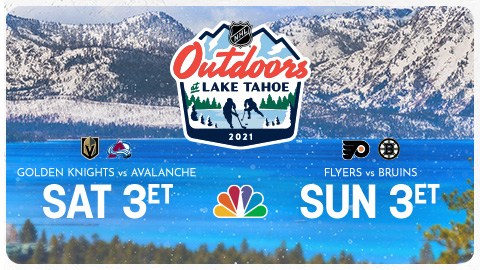 NHL
Outdoors
at LAKE TAHOE
2021
GOLDEN KNIGHTS vs AVALANCHE
SAT 3ET
FLYERS vs BRUINS
SUN 3ET
B